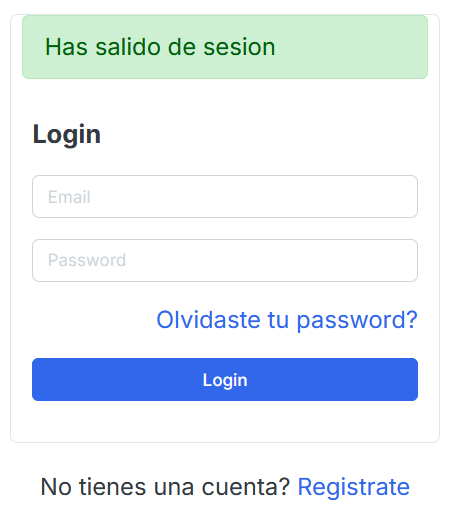 Has salido de sesion
Login
Email
Password
Olvidaste tu password?
Login
No tienes una cuenta? Registrate